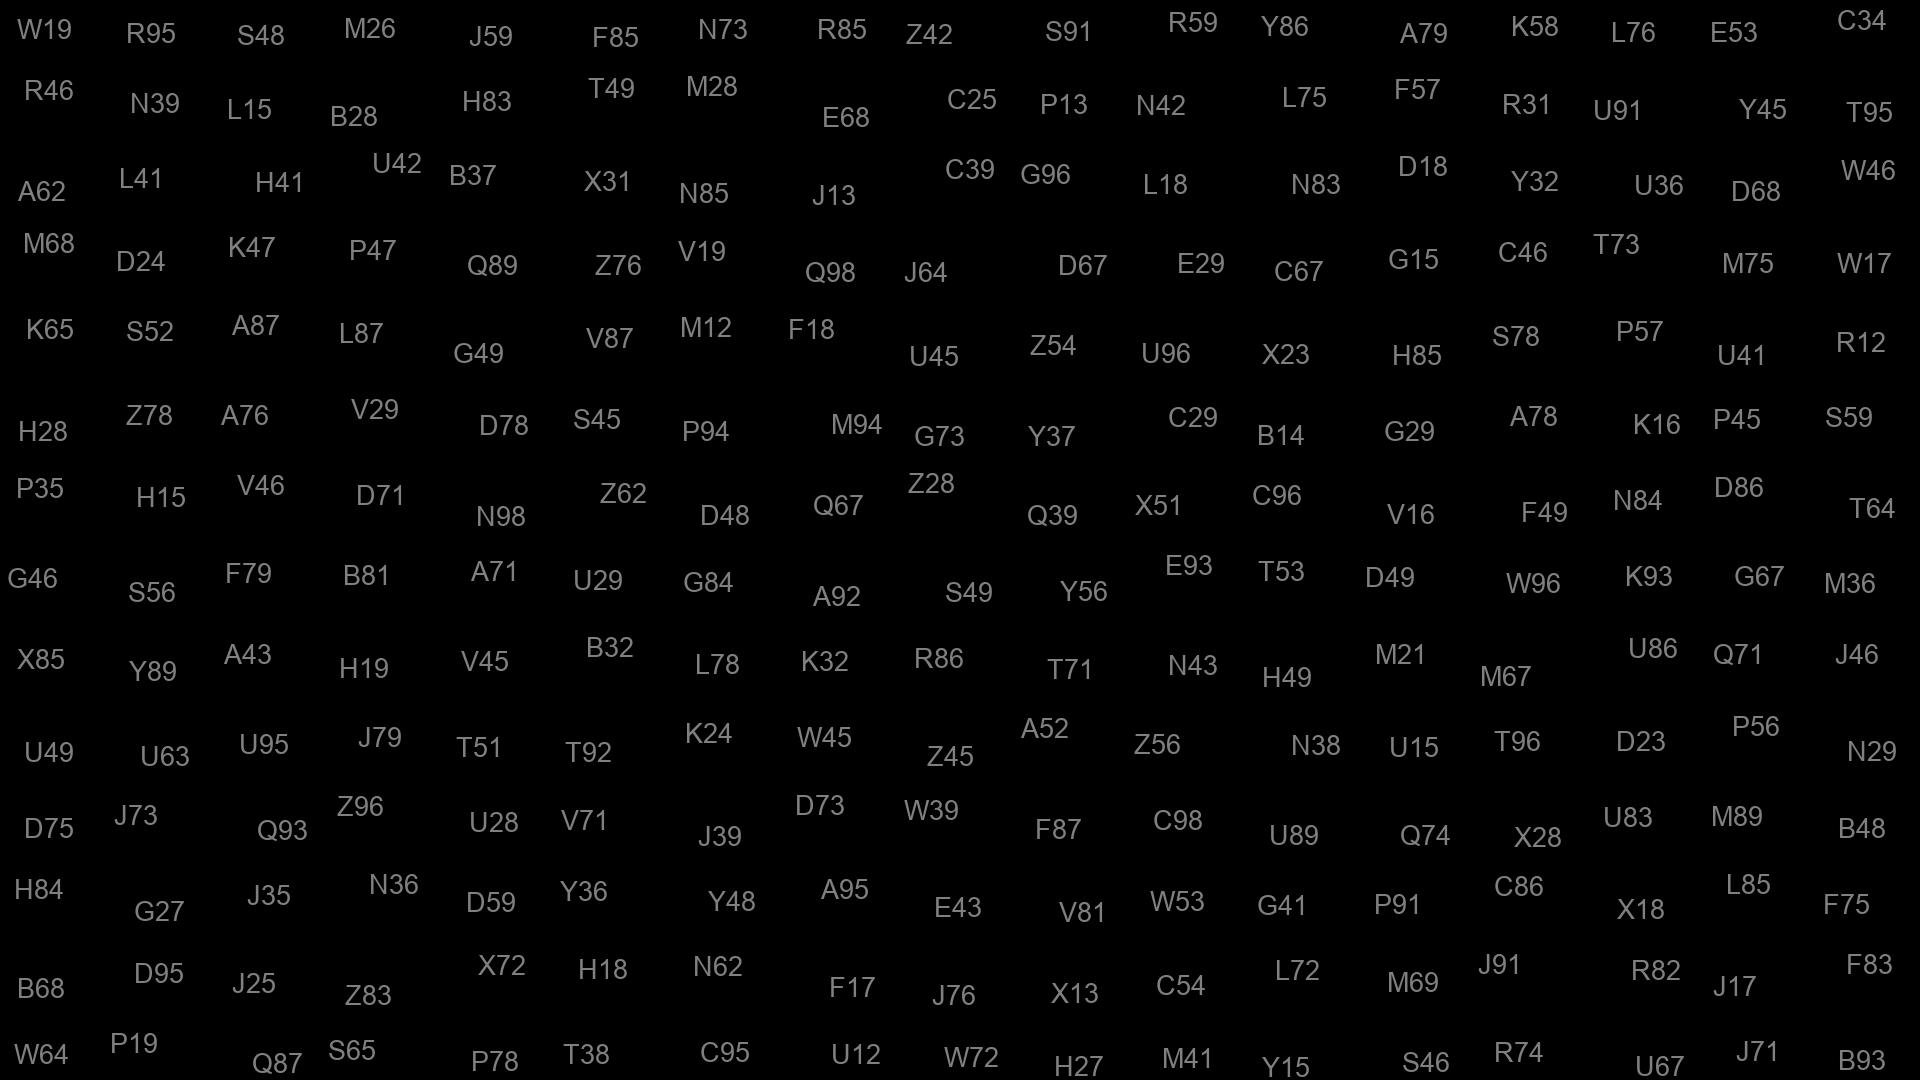 W19 R95 S48 M26 J59 F85 N73 R85 Z42 S91 R59 Y86 A79 K58 L76 E53 C34
R46 N39 L15 B28 H83 T49 M28 E68 C25 P13 N42 L75 F57 R31 U91 Y45 T95
A62 L41 H41 U42 B37 X31 N85 J13 C39 G96 L18 N83 D18 Y32 U36 D68 W46
M68 D24 K47 P47 Q89 Z76 V19 Q98 J64 D67 E29 C67 G15 C46 T73 M75 W17
K65 S52 A87 L87 G49 V87 M12 F18 U45 Z54 U96 X23 H85 S78 P57 U41 R12
H28 Z78 A76 V29 D78 S45 P94 M94 G73 Y37 C29 B14 G29 A78 K16 P45 S59
P35 H15 V46 D71 N98 Z62 D48 Q67 Z28 Q39 X51 C96 V16 F49 N84 D86 T64
G46 S56 F79 B81 A71 U29 G84 A92 S49 Y56 E93 T53 D49 W96 K93 G67 M36
X85 Y89 A43 H19 V45 B32 L78 K32 R86 T71 N43 H49 M21 M67 U86 Q71 J46
U49 U63 U95 J79 T51 T92 K24 W45 Z45 A52 Z56 N38 U15 T96 D23 P56 N29
D75 J73 Q93 Z96 U28 V71 J39 D73 W39 F87 C98 U89 Q74 X28 U83 M89 B48
H84 G27 J35 N36 D59 Y36 Y48 A95 E43 V81 W53 G41 P91 C86 X18 L85 F75
B68 D95 J25 Z83 X72 H18 N62 F17 J76 X13 C54 L72 M69 J91 R82 J17 F83
W64 P19 Q87 S65 P78 T38 C95 U12 W72 H27 M41 Y15 S46 R74 U67 J71 B93